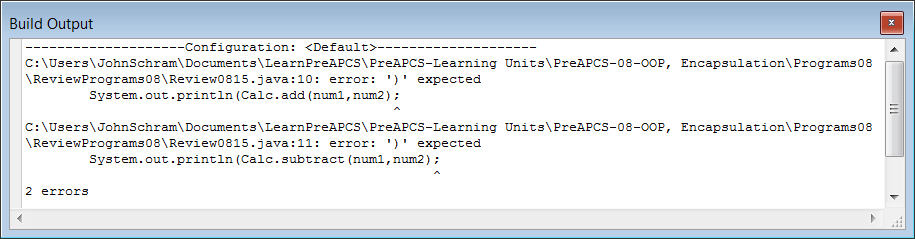 Build Output
--------------------Configuration: <Default>--------------------
C:\Users\JohnSchram\Documents\LearnPreAPCS\PreAPCS-Learning Units\PreAPCS-08-OOP, Encapsulation\Programs08
\ReviewPrograms08\Review0815.java:10: error: ')' expected
        System.out.println(Calc.add(num1,num2);
                                              ^
C:\Users\JohnSchram\Documents\LearnPreAPCS\PreAPCS-Learning Units\PreAPCS-08-OOP, Encapsulation\Programs08
\ReviewPrograms08\Review0815.java:11: error: ')' expected
        System.out.println(Calc.subtract(num1,num2);
                                                   ^
2 errors